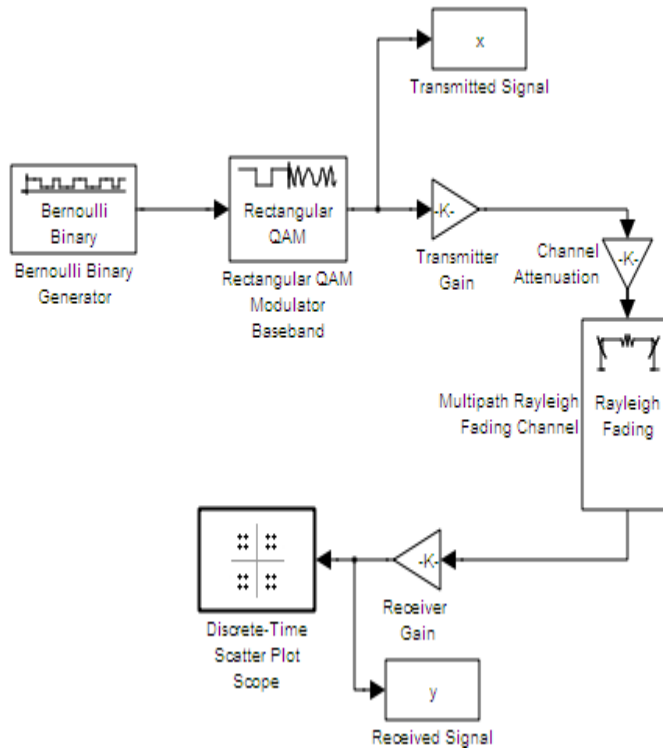 x
Transmitted Signal
Bernoulli
Binary
Bernoulli Binary
Generator
Rectangular
QAM
Rectangular QAM
Modulator
Baseband
-K-
Transmitter
Gain
Channel
Attenuation
-K-
Multipath Rayleigh
Fading Channel
Rayleigh
Fading
Discrete-Time
Scatter Plot
Scope
-K-
Receiver
Gain
y
Received Signal